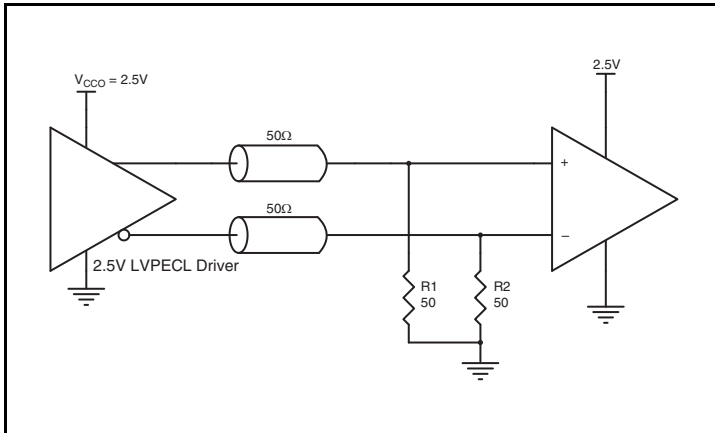 V_CCO = 2.5V
2.5V
50Ω
+
50Ω
–
2.5V LVPECL Driver
R1
50
R2
50